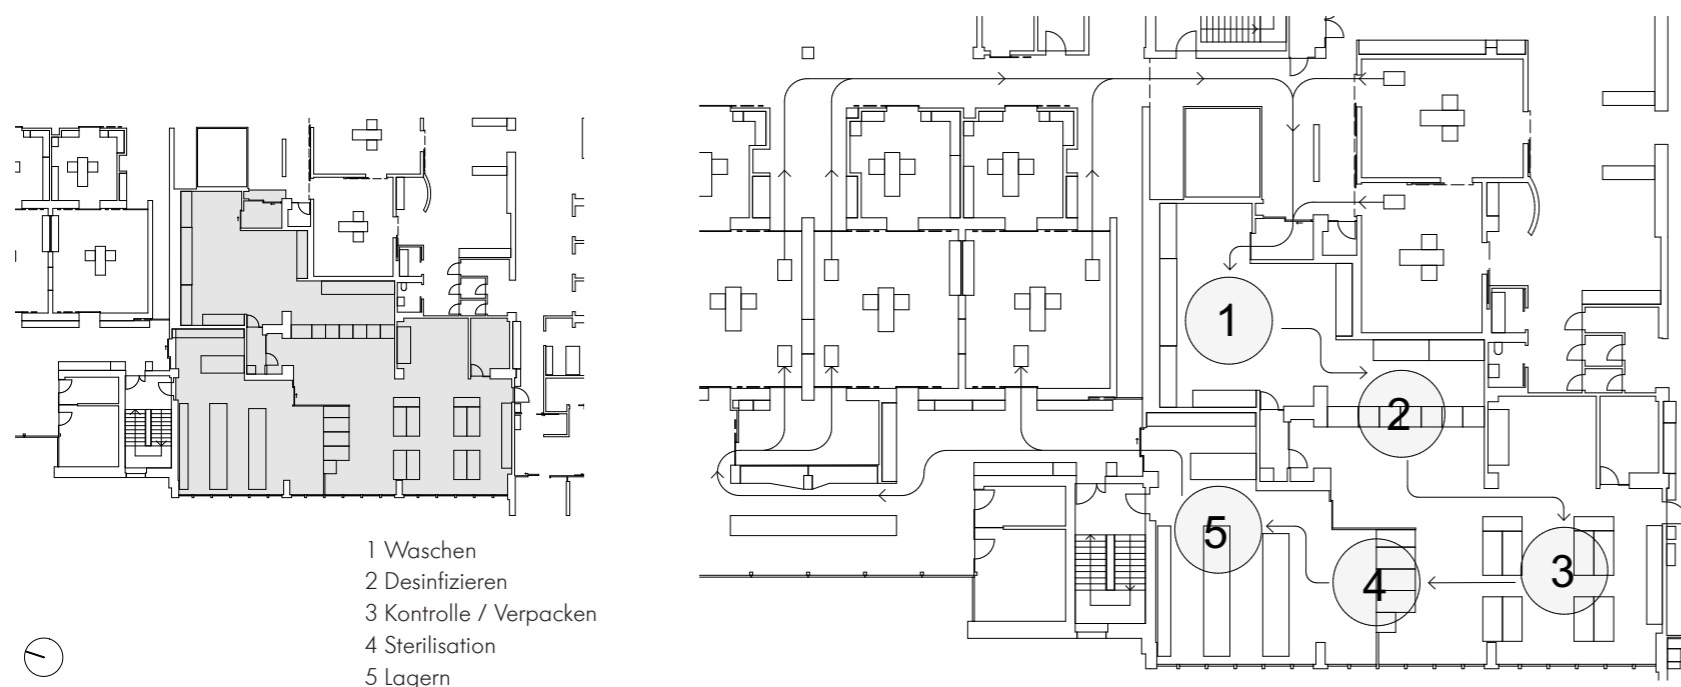 1 Waschen
2 Desinfizieren
3 Kontrolle / Verpacken
4 Sterilisation
5 Lagern
1
2
3
4
5